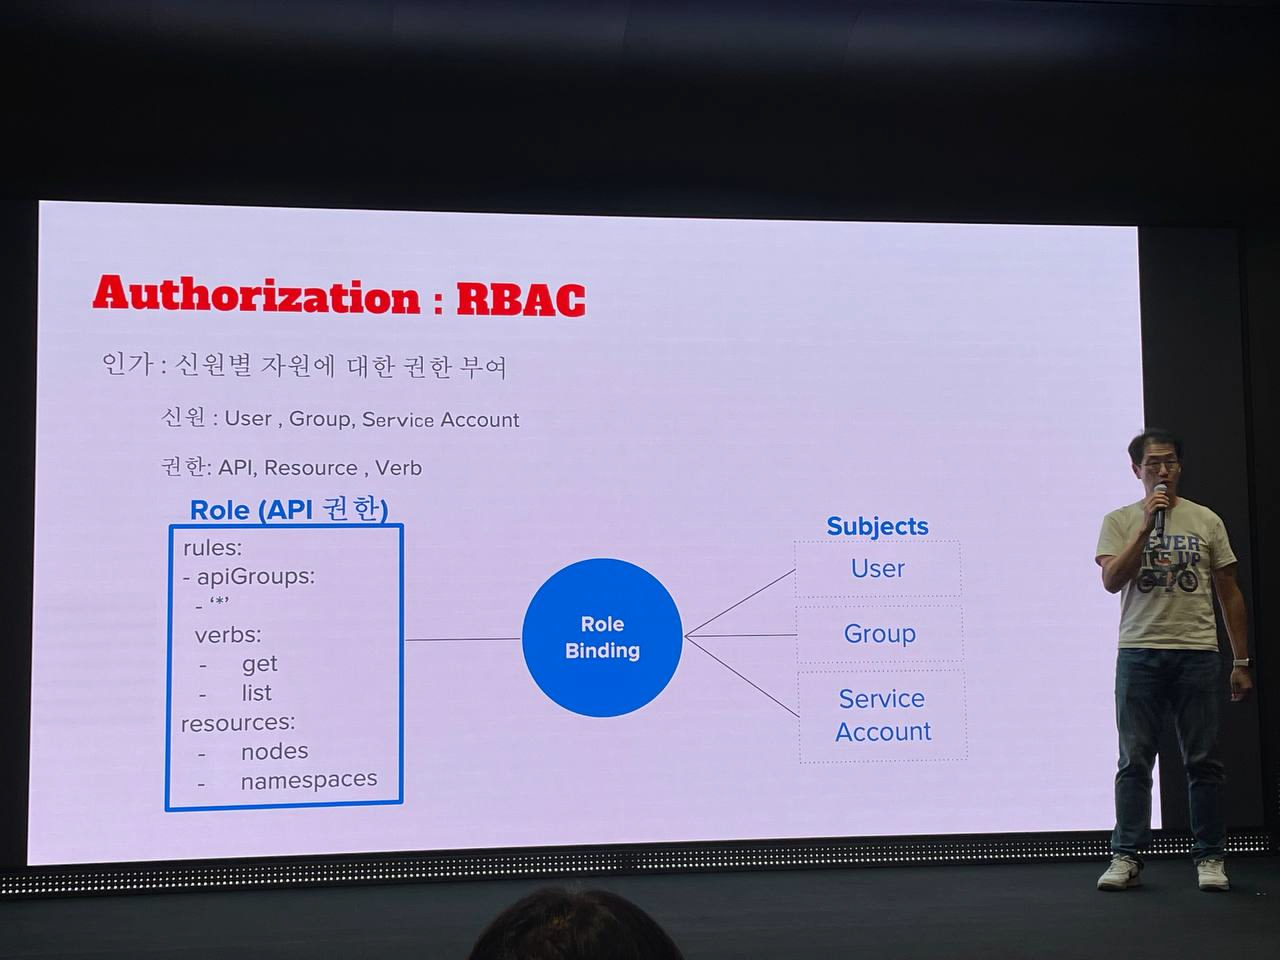 Authorization : RBAC
인가 : 신원별 자원에 대한 권한 부여
신원 : User , Group, Service Account
권한: API, Resource , Verb
Role (API 권한)
rules:
- apiGroups:
- ‘*’
verbs:
- get
- list
resources:
- nodes
- namespaces
Role
Binding
Subjects
User
Group
Service
Account
UP